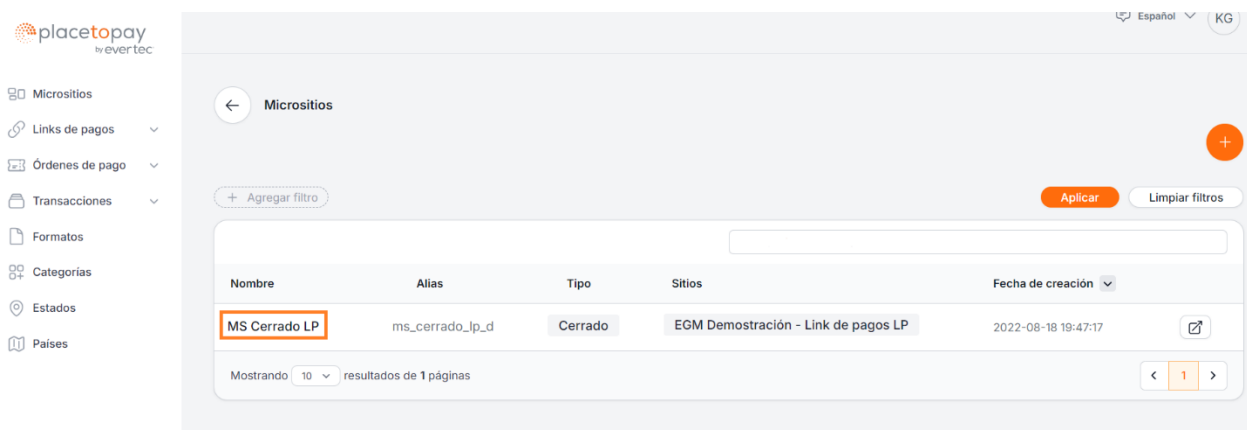 placetopay
by evertec
Español
KG
Micrositios
Links de pagos
Órdenes de pago
Transacciones
Formatos
Categorías
Estados
Países
Micrositios
+
+ Agregar filtro
Aplicar
Limpiar filtros
Nombre Alias Tipo Sitios Fecha de creación
MS Cerrado LP ms_cerrado_lp_d Cerrado EGM Demostración - Link de pagos LP 2022-08-18 19:47:17
Mostrando 10 resultados de 1 páginas
< 1 >